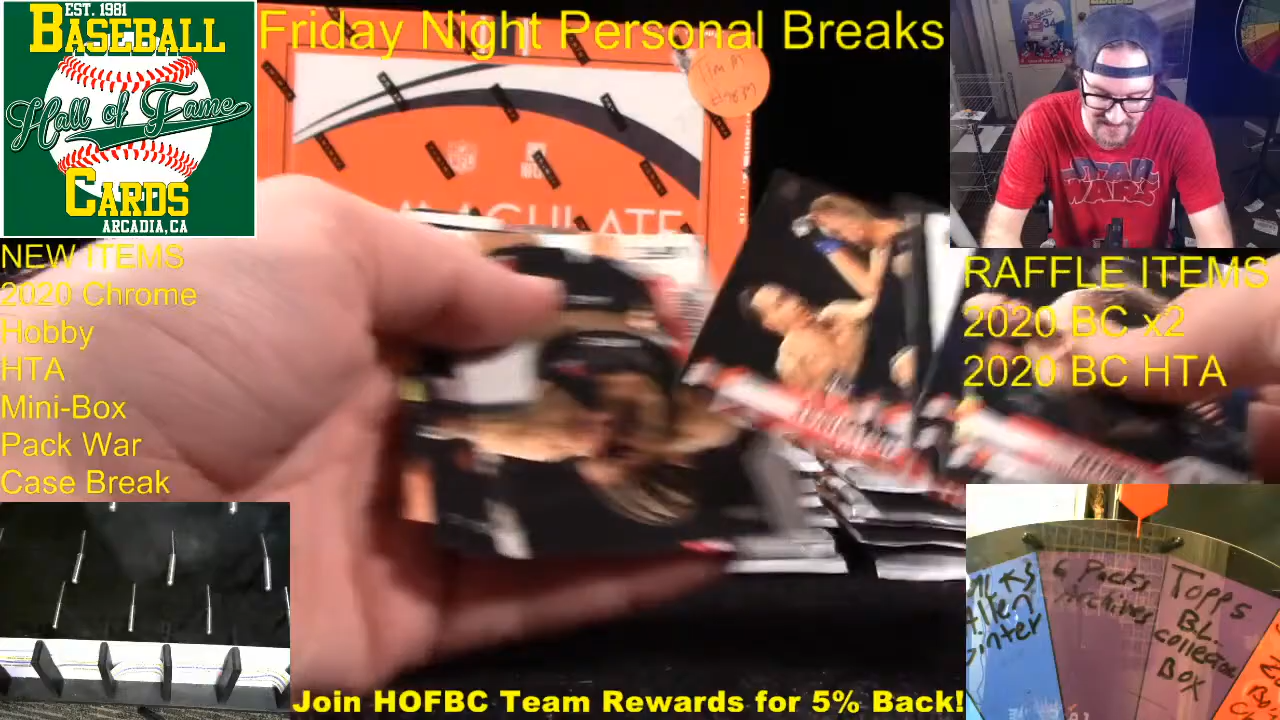 EST. 1981
BASEBALL
Hall of Fame
CARDS
ARCADIA, CA
Friday Night Personal Breaks
IMMACULATE
STAR
WARS
NEW ITEMS
2020 Chrome
Hobby
HTA
Mini-Box
Pack War
Case Break
RAFFLE ITEMS
2020 BC x2
2020 BC HTA
6 Packs
Archives
Topps
BL.
Collector
Box
Join HOFBC Team Rewards for 5% Back!